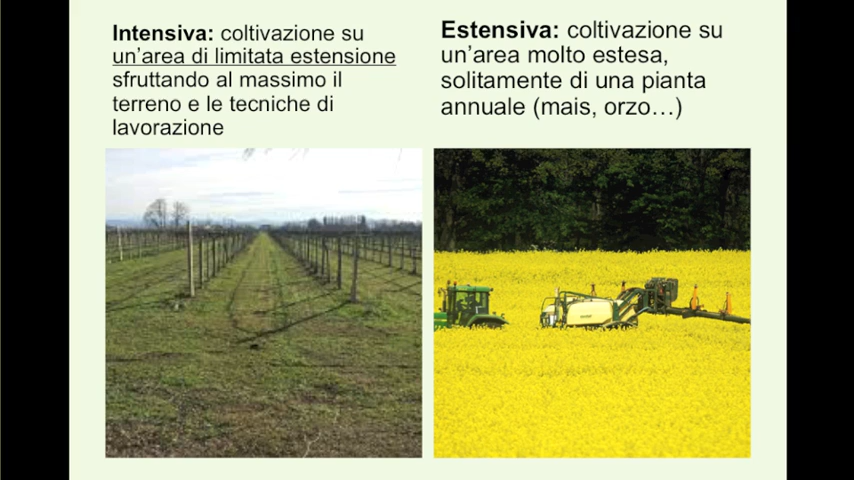 Intensiva: coltivazione su
un’area di limitata estensione
sfruttando al massimo il
terreno e le tecniche di
lavorazione
Estensiva: coltivazione su
un’area molto estesa,
solitamente di una pianta
annuale (mais, orzo…)